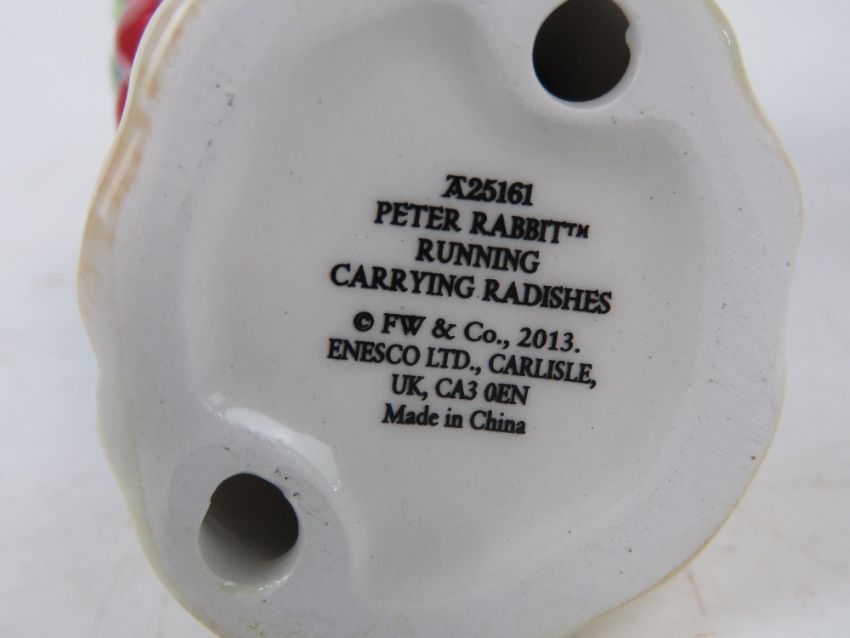 A25161
PETER RABBIT™
RUNNING
CARRYING RADISHES
© FW & Co., 2013.
ENESCO LTD., CARLISLE,
UK, CA3 0EN
Made in China